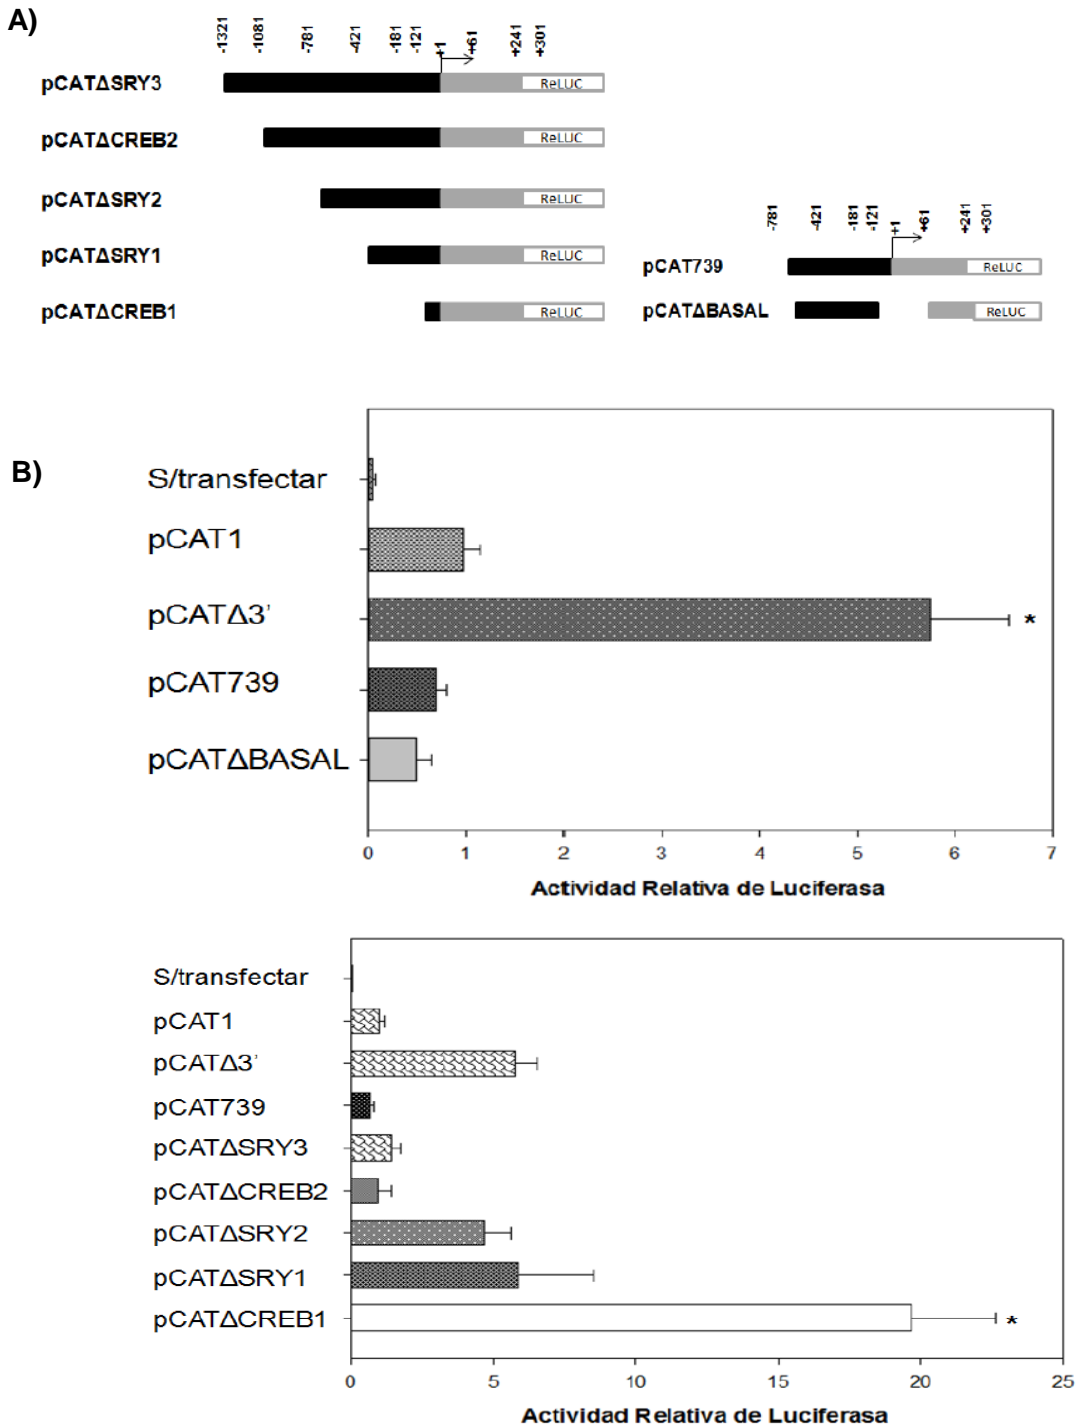 A)
-1321 -1081 -781 -421 -181 -121 +1 +61 +241 +301
pCATΔSRY3 ReLUC
pCATΔCREB2 ReLUC
pCATΔSRY2 ReLUC
pCATΔSRY1 ReLUC
pCATΔCREB1 ReLUC
-781 -421 -181 -121 +1 +61 +241 +301
pCAT739 ReLUC
pCATΔBASAL ReLUC
B)
S/transfectar
pCAT1
pCATΔ3' *
pCAT739
pCATΔBASAL
0 1 2 3 4 5 6 7
Actividad Relativa de Luciferasa
S/transfectar
pCAT1
pCATΔ3'
pCAT739
pCATΔSRY3
pCATΔCREB2
pCATΔSRY2
pCATΔSRY1
pCATΔCREB1 *
0 5 10 15 20 25
Actividad Relativa de Luciferasa